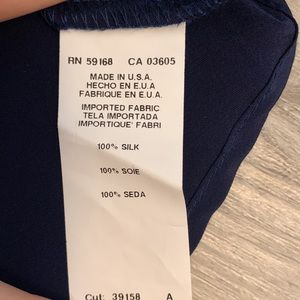 RN 59168 CA 03605
MADE IN U.S.A.
HECHO EN E.U.A
FABRIQUE EN E.U.A.
IMPORTED FABRIC
TELA IMPORTADA
IMPORTIQUE' FABRI
100% SILK
100% SOIE
100% SEDA
Cut: 39158 A